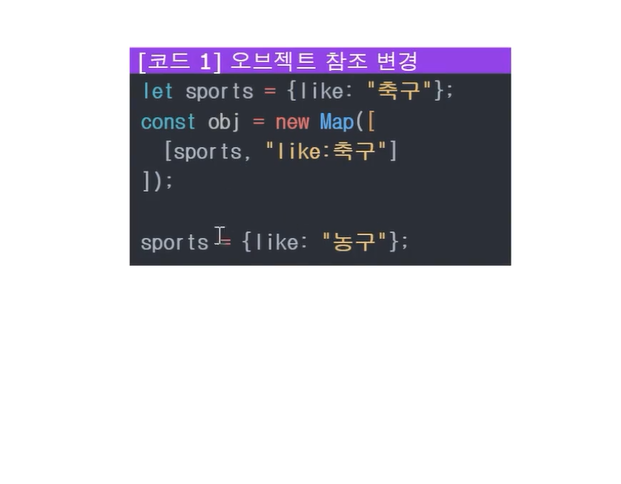 [코드 1] 오브젝트 참조 변경
let sports = {like: "축구"};
const obj = new Map([
  [sports, "like:축구"]
]);
sports = {like: "농구"};